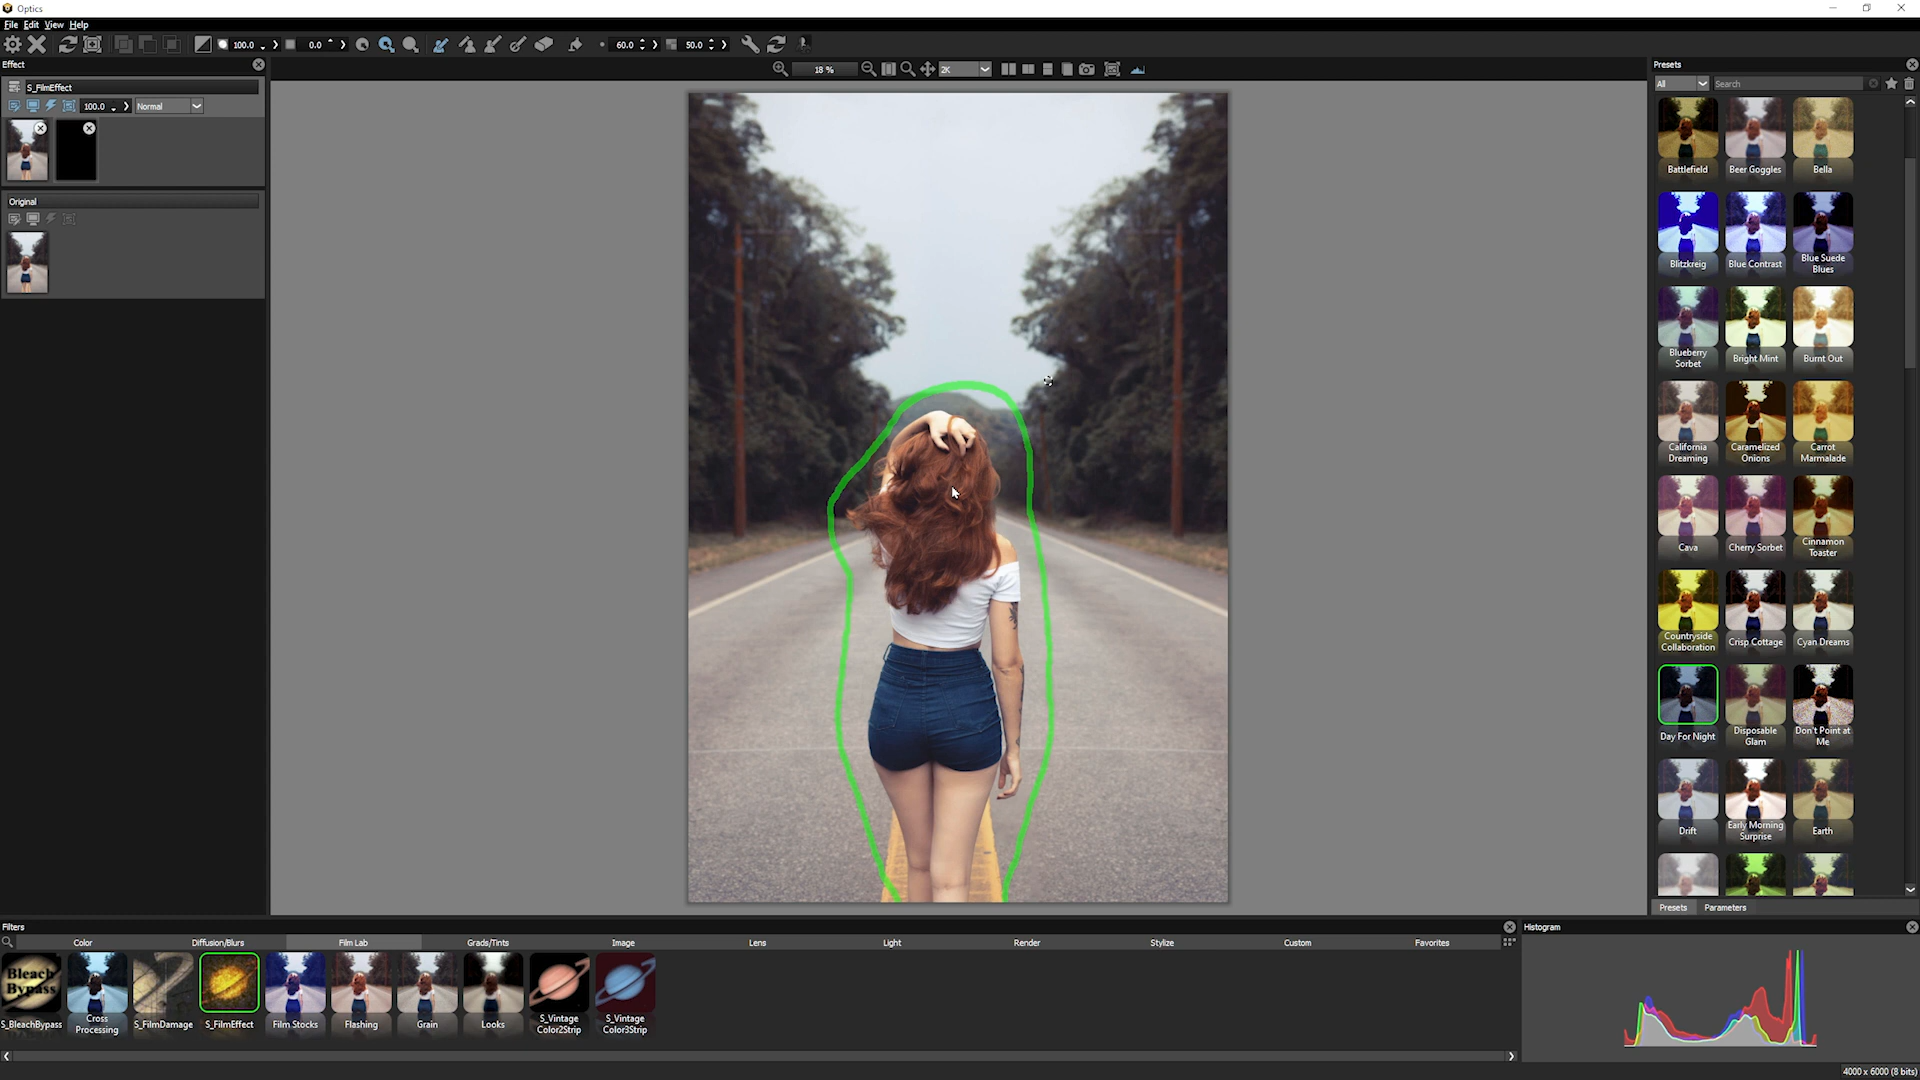 Optics
File Edit View Help
100.0 0.0 60.0 50.0
Effect
18 % 2K
Presets
S_FilmEffect
All Search
100.0 Normal
Battlefield Beer Goggles Bella
Original
Blitzkreig Blue Contrast Blue Suede
Blues
Blueberry
Sorbet Bright Mint Burnt Out
California
Dreaming Caramelized
Onions Carrot
Marmalade
Cava Cherry Sorbet Cinnamon
Toaster
Countryside
Collaboration Crisp Cottage Cyan Dreams
Day For Night Disposable
Glam Don't Point at
Me
Drift Early Morning
Surprise Earth
Presets Parameters
Filters
Histogram
Color Diffusion/Blurs Film Lab Grads/Tints Image Lens Light Render Stylize Custom Favorites
Bleach
Bypass
S_BleachBypass Cross
Processing S_FilmDamage S_FilmEffect Film Stocks Flashing Grain Looks S_Vintage
Color2Strip S_Vintage
Color3Strip
4000 x 6000 (8 bits)